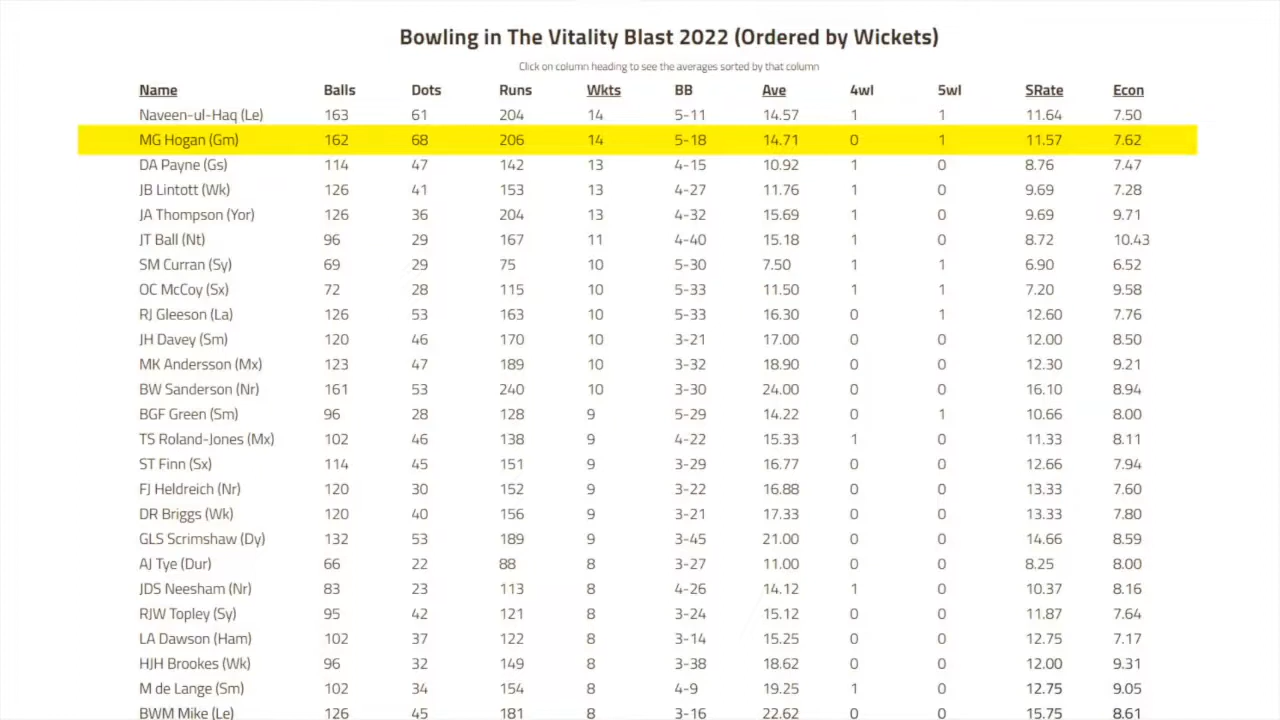 Bowling in The Vitality Blast 2022 (Ordered by Wickets)
Click on column heading to see the averages sorted by that column
Name Balls Dots Runs Wkts BB Ave 4wI 5wI SRate Econ
Naveen-ul-Haq (Le) 163 61 204 14 5-11 14.57 1 1 11.64 7.50
MG Hogan (Gm) 162 68 206 14 5-18 14.71 0 1 11.57 7.62
DA Payne (Gs) 114 47 142 13 4-15 10.92 1 0 8.76 7.47
JB Lintott (Wk) 126 41 153 13 4-27 11.76 1 0 9.69 7.28
JA Thompson (Yor) 126 36 204 13 4-32 15.69 1 0 9.69 9.71
JT Ball (Nt) 96 29 167 11 4-40 15.18 1 0 8.72 10.43
SM Curran (Sy) 69 29 75 10 5-30 7.50 1 1 6.90 6.52
OC McCoy (Sx) 72 28 115 10 5-33 11.50 1 1 7.20 9.58
RJ Gleeson (La) 126 53 163 10 5-33 16.30 0 1 12.60 7.76
JH Davey (Sm) 120 46 170 10 3-21 17.00 0 0 12.00 8.50
MK Andersson (Mx) 123 47 189 10 3-32 18.90 0 0 12.30 9.21
BW Sanderson (Nr) 161 53 240 10 3-30 24.00 0 0 16.10 8.94
BGF Green (Sm) 96 28 128 9 5-29 14.22 0 1 10.66 8.00
TS Roland-Jones (Mx) 102 46 138 9 4-22 15.33 1 0 11.33 8.11
ST Finn (Sx) 114 45 151 9 3-29 16.77 0 0 12.66 7.94
FJ Heldreich (Nr) 120 30 152 9 3-22 16.88 0 0 13.33 7.60
DR Briggs (Wk) 120 40 156 9 3-21 17.33 0 0 13.33 7.80
GLS Scrimshaw (Dy) 132 53 189 9 3-45 21.00 0 0 14.66 8.59
AJ Tye (Dur) 66 22 88 8 3-27 11.00 0 0 8.25 8.00
JDS Neesham (Nr) 83 23 113 8 4-26 14.12 1 0 10.37 8.16
RJW Topley (Sy) 95 42 121 8 3-24 15.12 0 0 11.87 7.64
LA Dawson (Ham) 102 37 122 8 3-14 15.25 0 0 12.75 7.17
HJH Brookes (Wk) 96 32 149 8 3-38 18.62 0 0 12.00 9.31
M de Lange (Sm) 102 34 154 8 4-9 19.25 1 0 12.75 9.05
BWM Mike (Le) 126 45 181 8 3-16 22.62 0 0 15.75 8.61